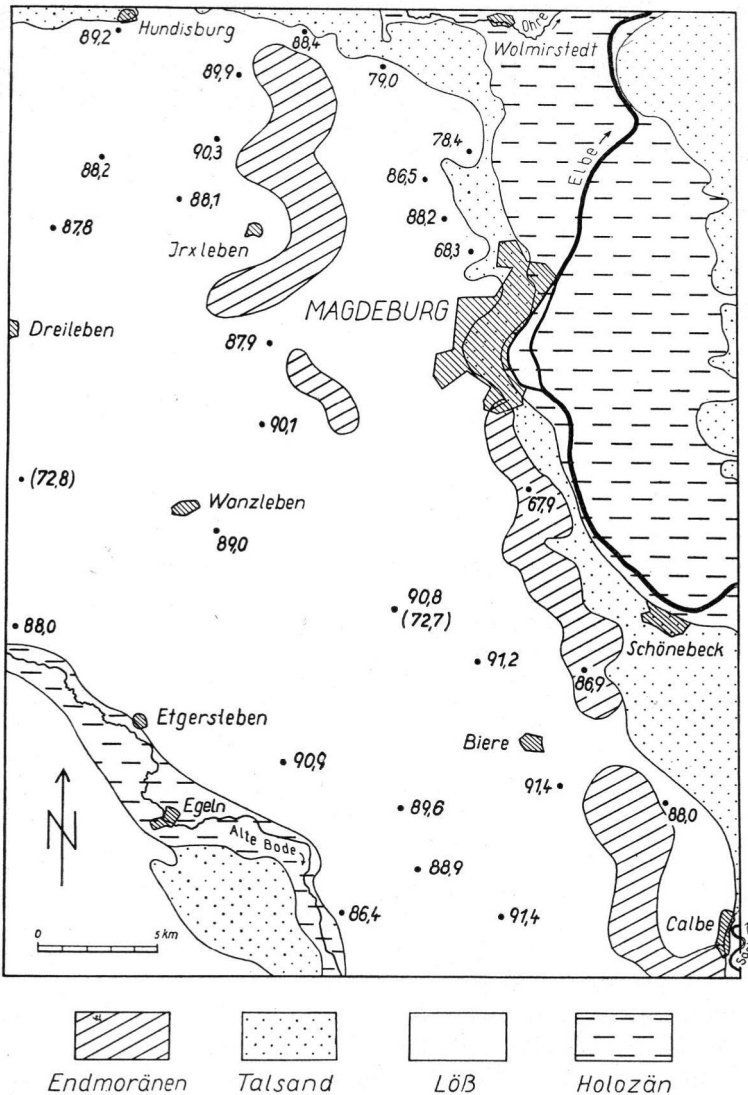 89,2
Hundisburg
88,4
Ohre
Wolmirstedt
89,9
79,0
90,3
78,4
Elbe
88,2
86,5
88,1
88,2
87,8
Jrxleben
68,3
MAGDEBURG
Dreileben
87,9
90,1
(72,8)
Wanzleben
67,9
89,0
90,8
(72,7)
88,0
Schönebeck
91,2
86,9
Etgersleben
Biere
90,9
91,4
88,0
Egeln
89,6
Alte Bode
88,9
N
86,4
91,4
Calbe
0 5 km
Endmoränen Talsand Löß Holozän